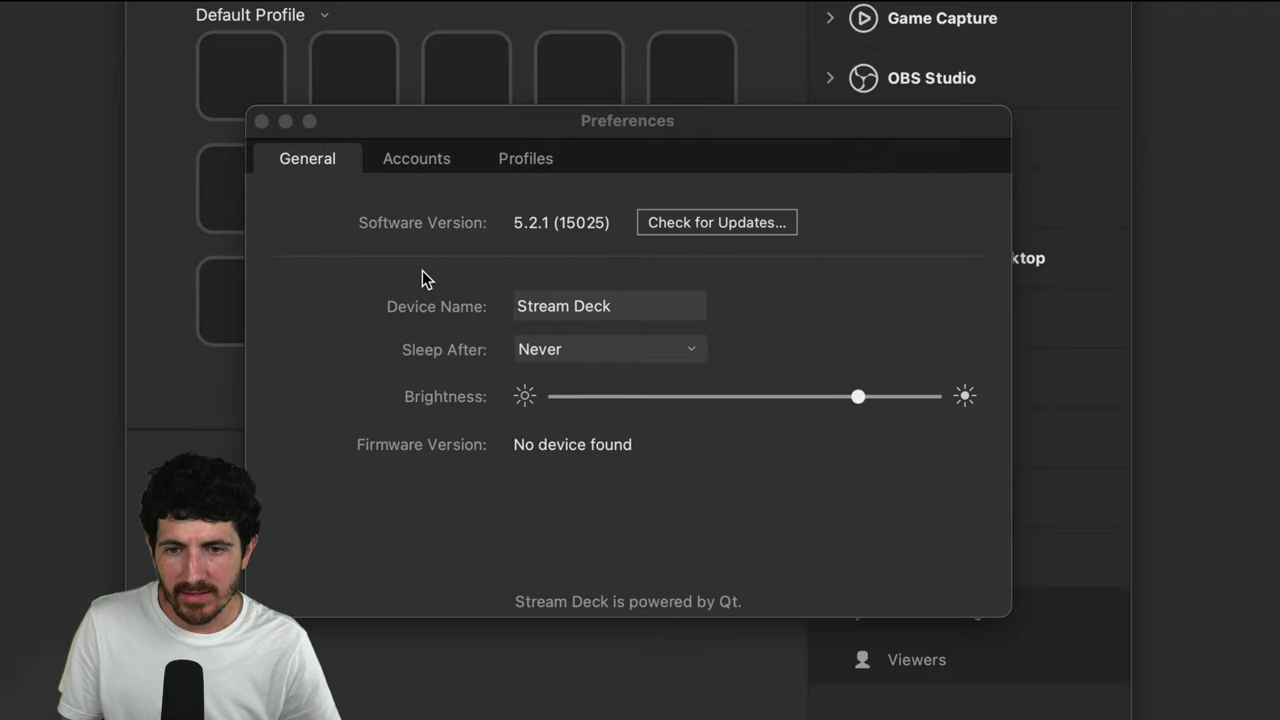 Default Profile
Game Capture
OBS Studio
Preferences
General Accounts Profiles
Software Version: 5.2.1 (15025) Check for Updates...
ktop
Device Name: Stream Deck
Sleep After: Never
Brightness:
Firmware Version: No device found
Stream Deck is powered by Qt.
Viewers